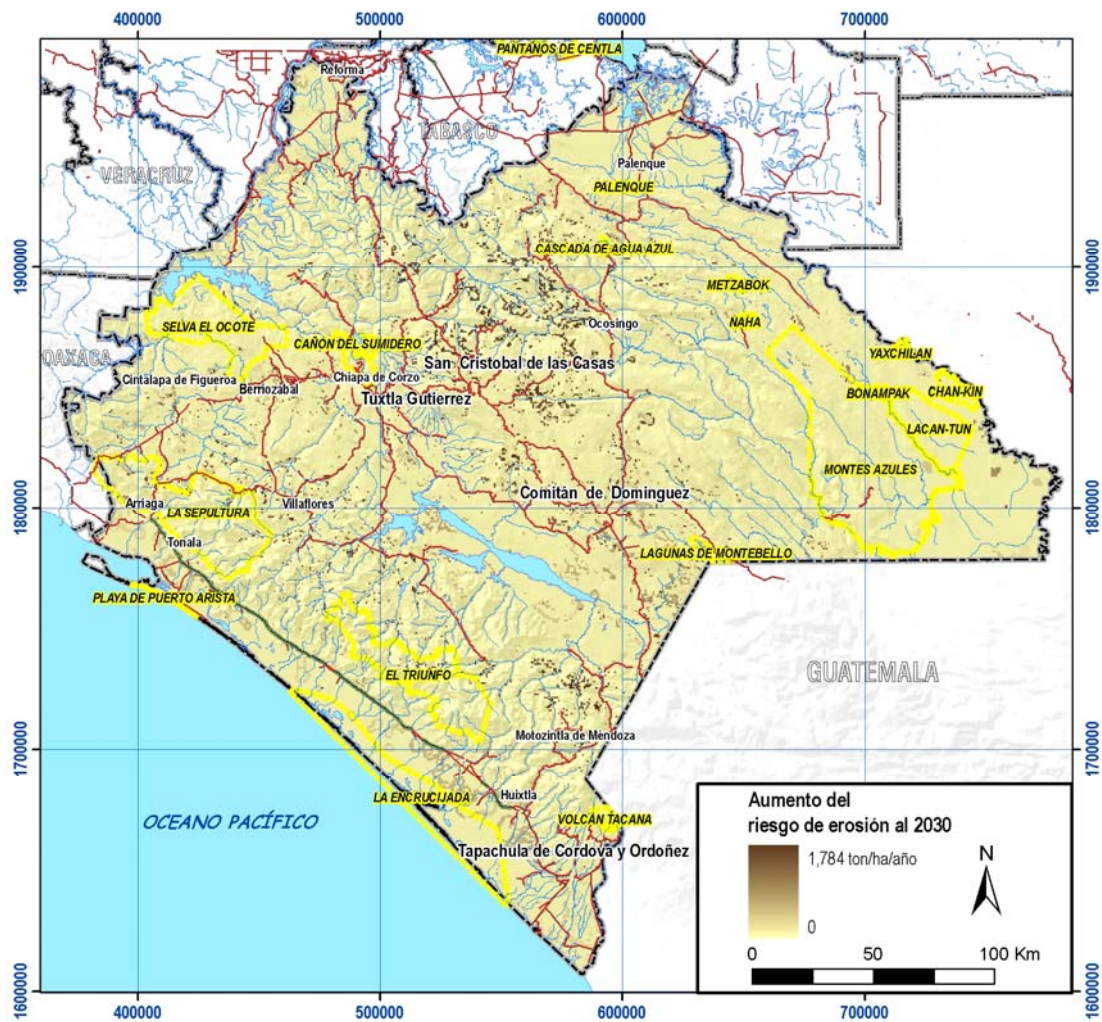 400000
500000
600000
700000
PANTANOS DE CENTLA
Reforma
TABASCO
VERACRUZ
Palenque
PALENQUE
CASCADA DE AGUA AZUL
1900000
1900000
METZABOK
SELVA EL OCOTE
NAHA
Ocosingo
CAÑON DEL SUMIDERO
YAXCHILAN
OAXACA
San Cristobal de las Casas
Cintalapa de Figueroa
Chiapa de Corzo
Berriozabal
BONAMPAK
CHAN-KIN
Tuxtla Gutierrez
LACAN-TUN
MONTES AZULES
Comitán de Dominguez
Arriaga
LA SEPULTURA
Villaflores
1800000
1800000
Tonala
LAGUNAS DE MONTEBELLO
PLAYA DE PUERTO ARISTA
GUATEMALA
EL TRIUNFO
Motozintla de Mendoza
1700000
1700000
LA ENCRUCIJADA
Huixtla
OCEANO PACÍFICO
VOLCÁN TACANA
Tapachula de Cordova y Ordoñez
Aumento del
riesgo de erosión al 2030
1,784 ton/ha/año
0
N
0 50 100 Km
1600000
1600000
400000
500000
600000
700000